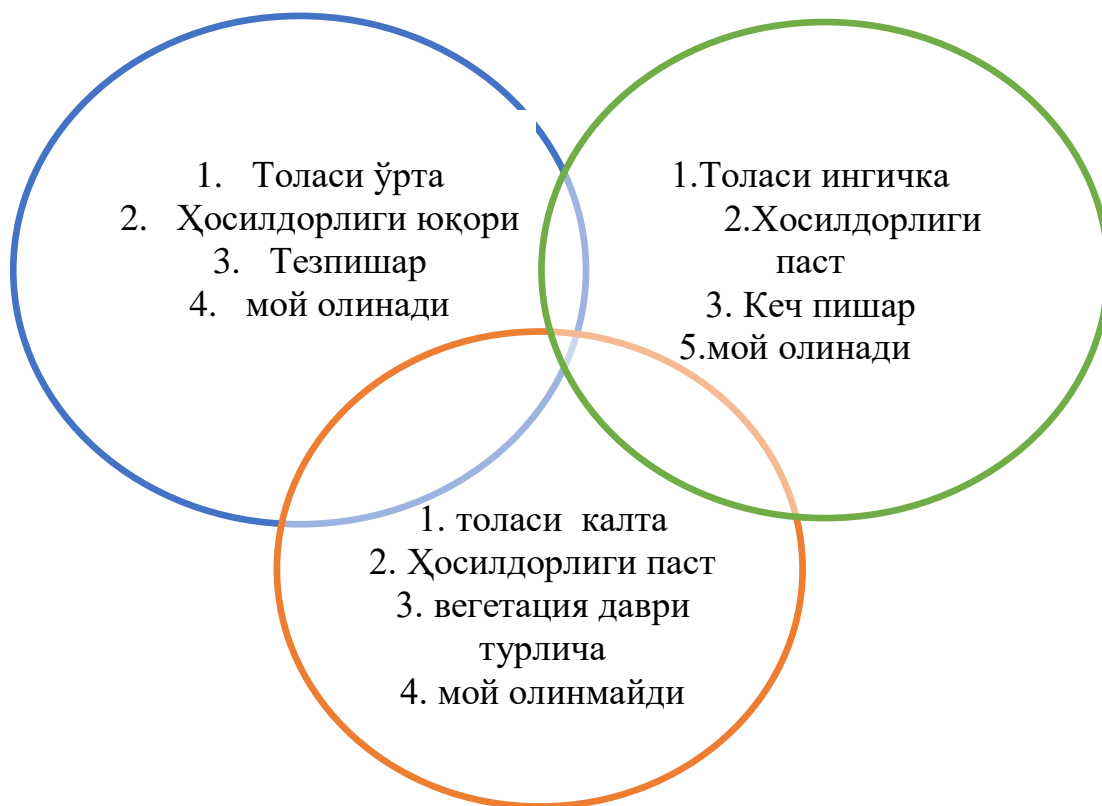 1. Толаси ўрта
2. Ҳосилдорлиги юқори
3. Тезпишар
4. мой олинади
1.Толаси ингичка
2.Хосилдорлиги
паст
3. Кеч пишар
5.мой олинади
1. толаси калта
2. Ҳосилдорлиги паст
3. вегетация даври
турлича
4. мой олинмайди